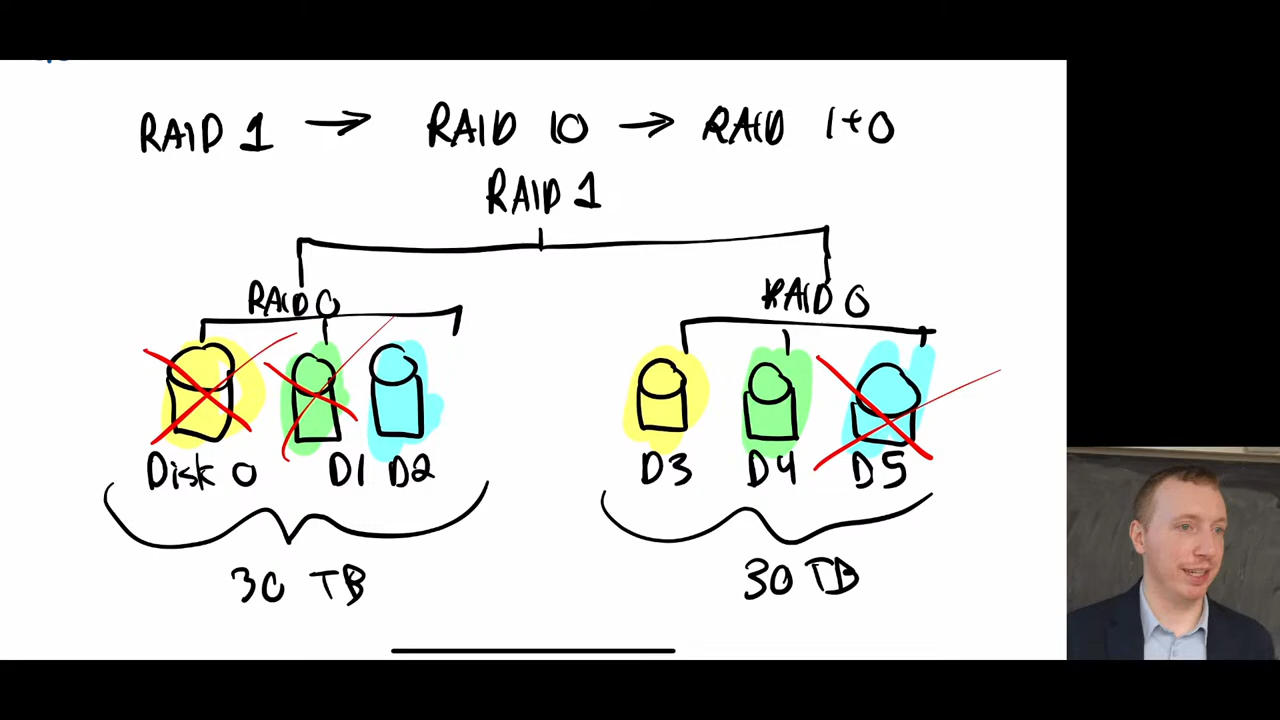 RAID 1 → RAID 10 → RAID 1+0
RAID 1
RAID 0 RAID 0
Disk 0 D1 D2 D3 D4 D5
30 TB 30 TB